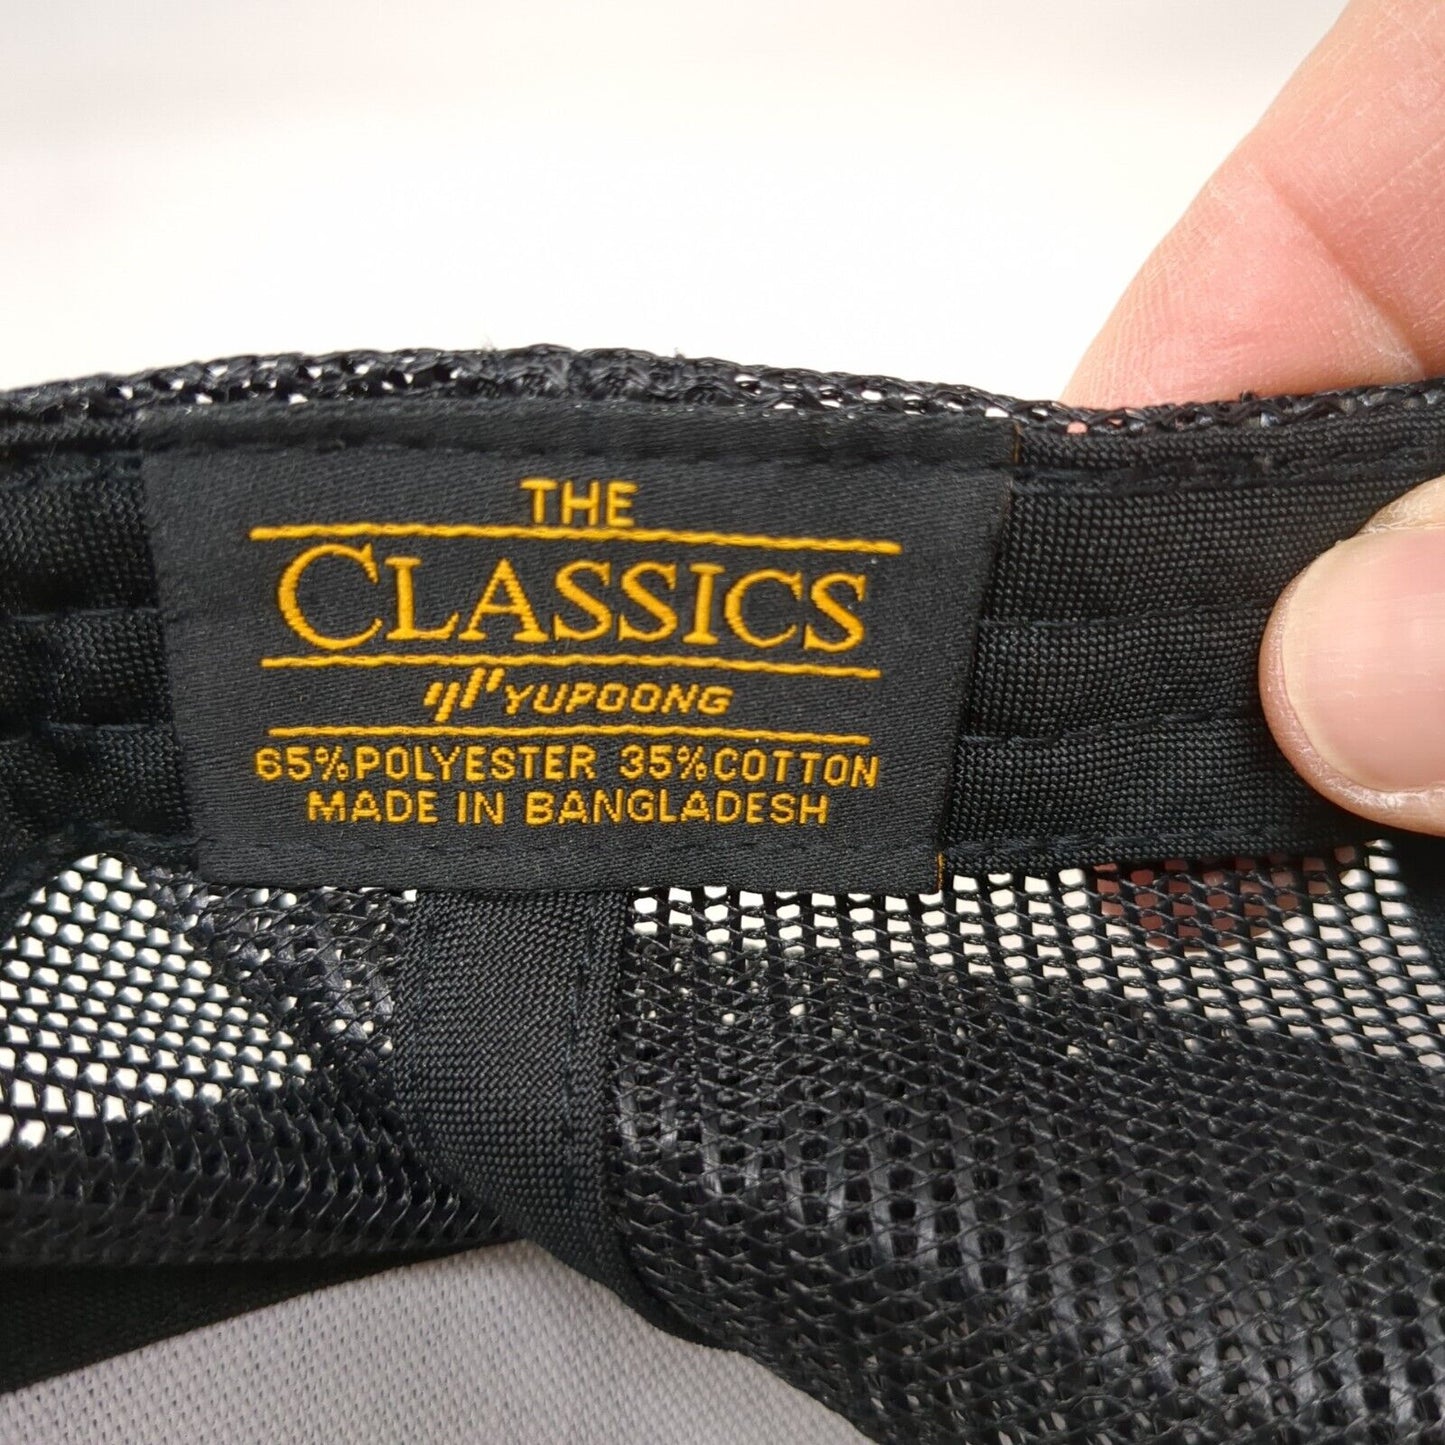 THE
CLASSICS
YUPOONG
65% POLYESTER 35% COTTON
MADE IN BANGLADESH